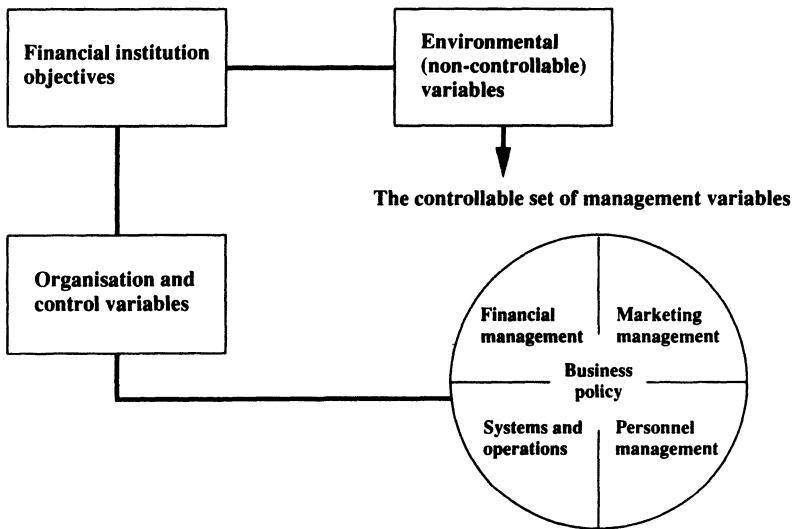 Financial institution
objectives
Environmental
(non-controllable)
variables
The controllable set of management variables
Organisation and
control variables
Financial
management
Marketing
management
Business
policy
Systems and
operations
Personnel
management